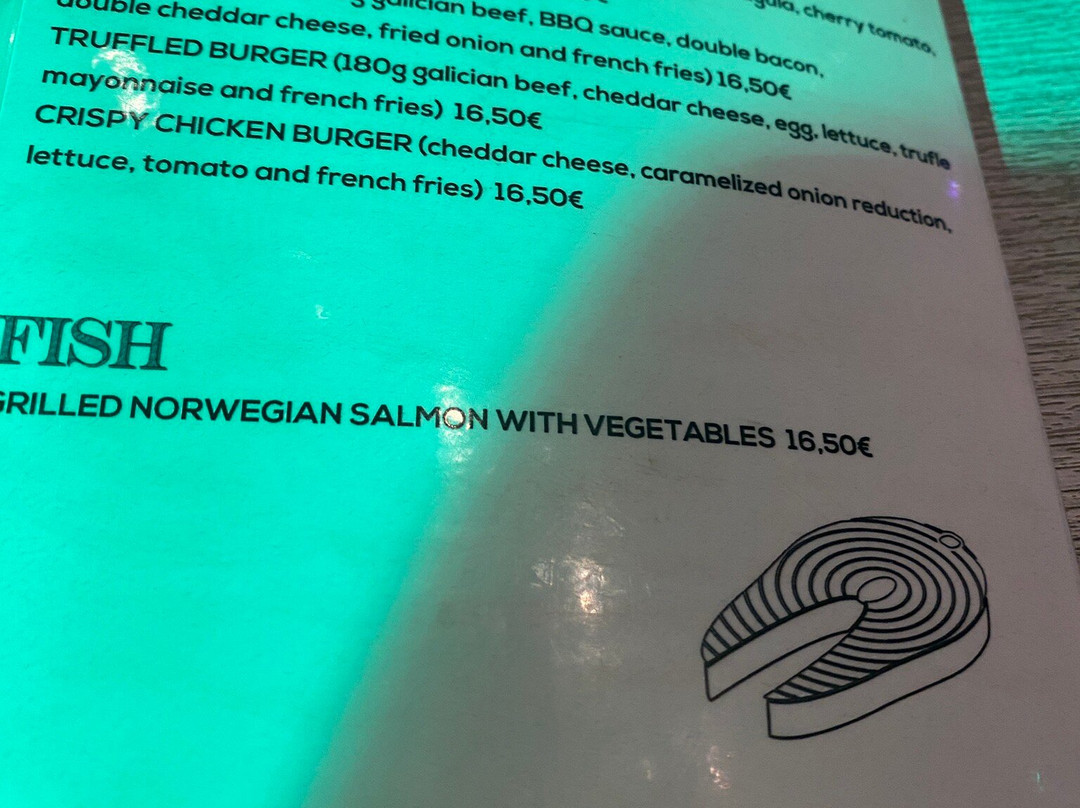 cherry tomato,
galician beef, BBQ sauce, double bacon,
double cheddar cheese, fried onion and french fries) 16,50€
TRUFFLED BURGER (180g galician beef, cheddar cheese, egg, lettuce, trufle
mayonnaise and french fries) 16,50€
CRISPY CHICKEN BURGER (cheddar cheese, caramelized onion reduction,
lettuce, tomato and french fries) 16,50€
FISH
GRILLED NORWEGIAN SALMON WITH VEGETABLES 16,50€